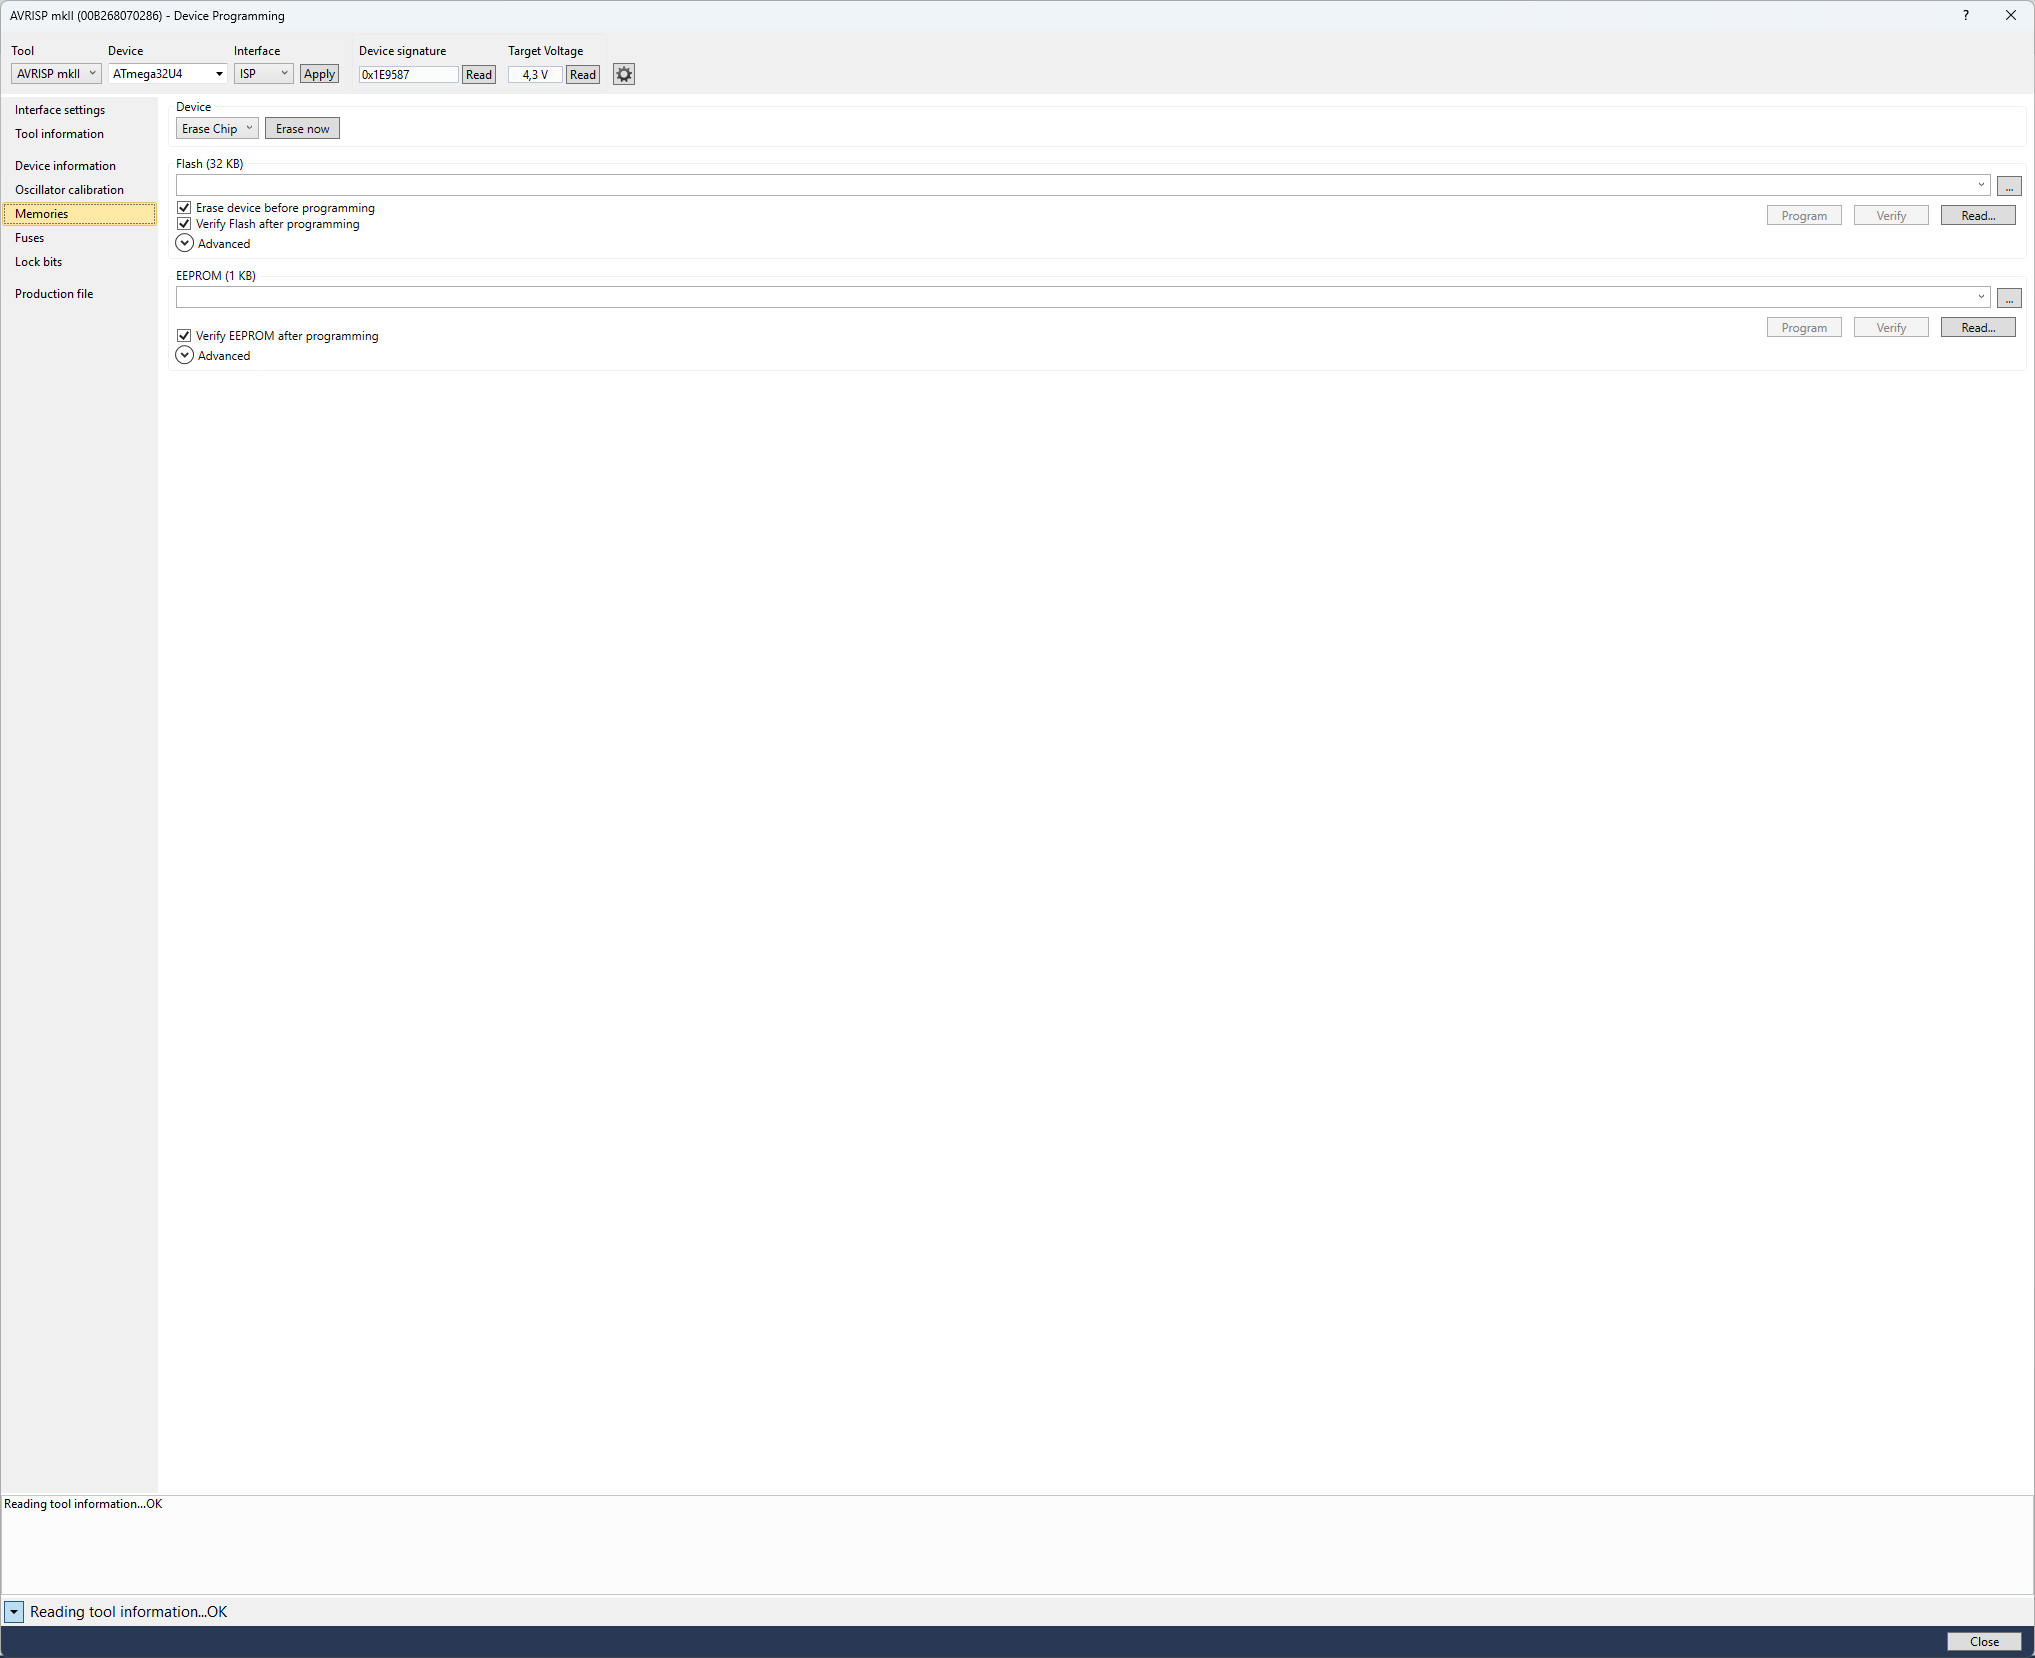 AVRISP mkII (00B268070286) - Device Programming
Tool Device Interface Device signature Target Voltage
AVRISP mkII ATmega32U4 ISP Apply 0x1E9587 Read 4,3 V Read
Interface settings
Tool information
Device information
Oscillator calibration
Memories
Fuses
Lock bits
Production file
Device
Erase Chip Erase now
Flash (32 KB)
...
Erase device before programming
Verify Flash after programming
Program Verify Read...
Advanced
EEPROM (1 KB)
...
Verify EEPROM after programming
Program Verify Read...
Advanced
Reading tool information...OK
Reading tool information...OK
Close